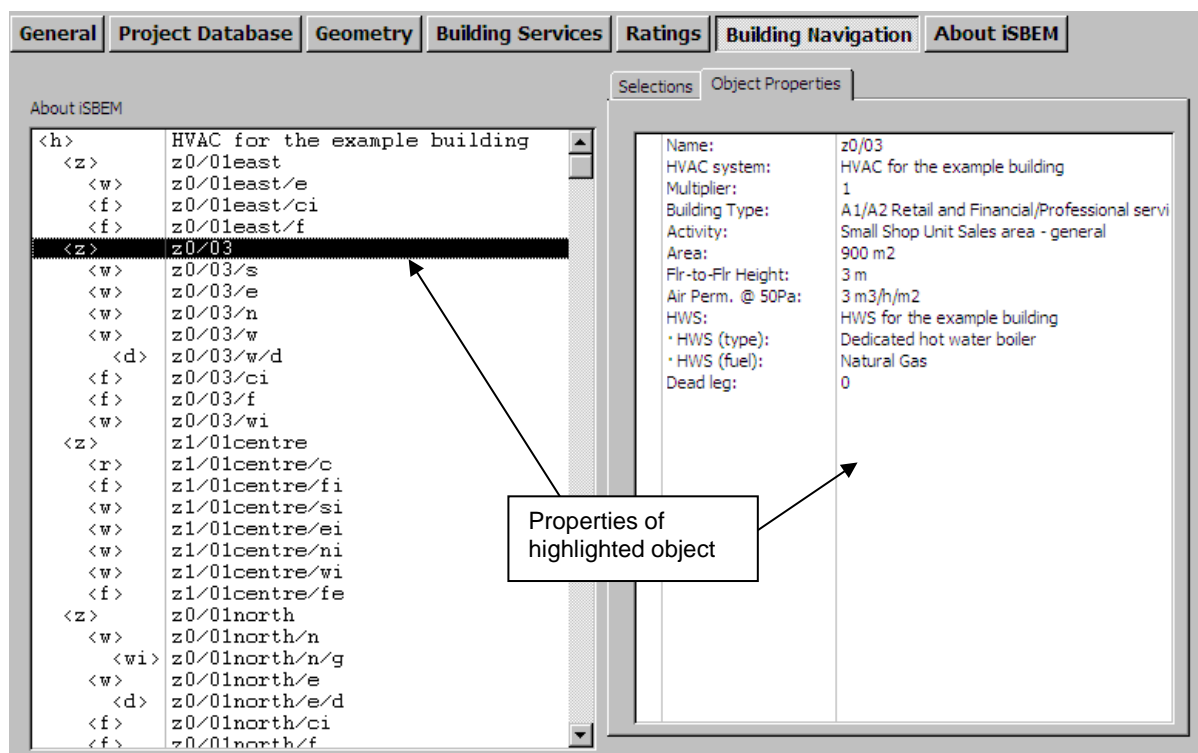 General Project Database Geometry Building Services Ratings Building Navigation About iSBEM
Selections Object Properties
About iSBEM
<h> HVAC for the example building
<z> z0/01east
<w> z0/01east/e
<f> z0/01east/ci
<f> z0/01east/f
<z> z0/03
<w> z0/03/s
<w> z0/03/e
<w> z0/03/n
<w> z0/03/w
<d> z0/03/w/d
<f> z0/03/ci
<f> z0/03/f
<w> z0/03/wi
<z> z1/01centre
<r> z1/01centre/c
<f> z1/01centre/fi
<w> z1/01centre/si
<w> z1/01centre/ei
<w> z1/01centre/ni
<w> z1/01centre/wi
<f> z1/01centre/fe
<z> z0/01north
<w> z0/01north/n
<wi> z0/01north/n/g
<w> z0/01north/e
<d> z0/01north/e/d
<f> z0/01north/ci
<f> z0/01north/f
Name: z0/03
HVAC system: HVAC for the example building
Multiplier: 1
Building Type: A1/A2 Retail and Financial/Professional servi
Activity: Small Shop Unit Sales area - general
Area: 900 m2
Flr-to-Flr Height: 3 m
Air Perm. @ 50Pa: 3 m3/h/m2
HWS: HWS for the example building
· HWS (type): Dedicated hot water boiler
· HWS (fuel): Natural Gas
Dead leg: 0
Properties of
highlighted object